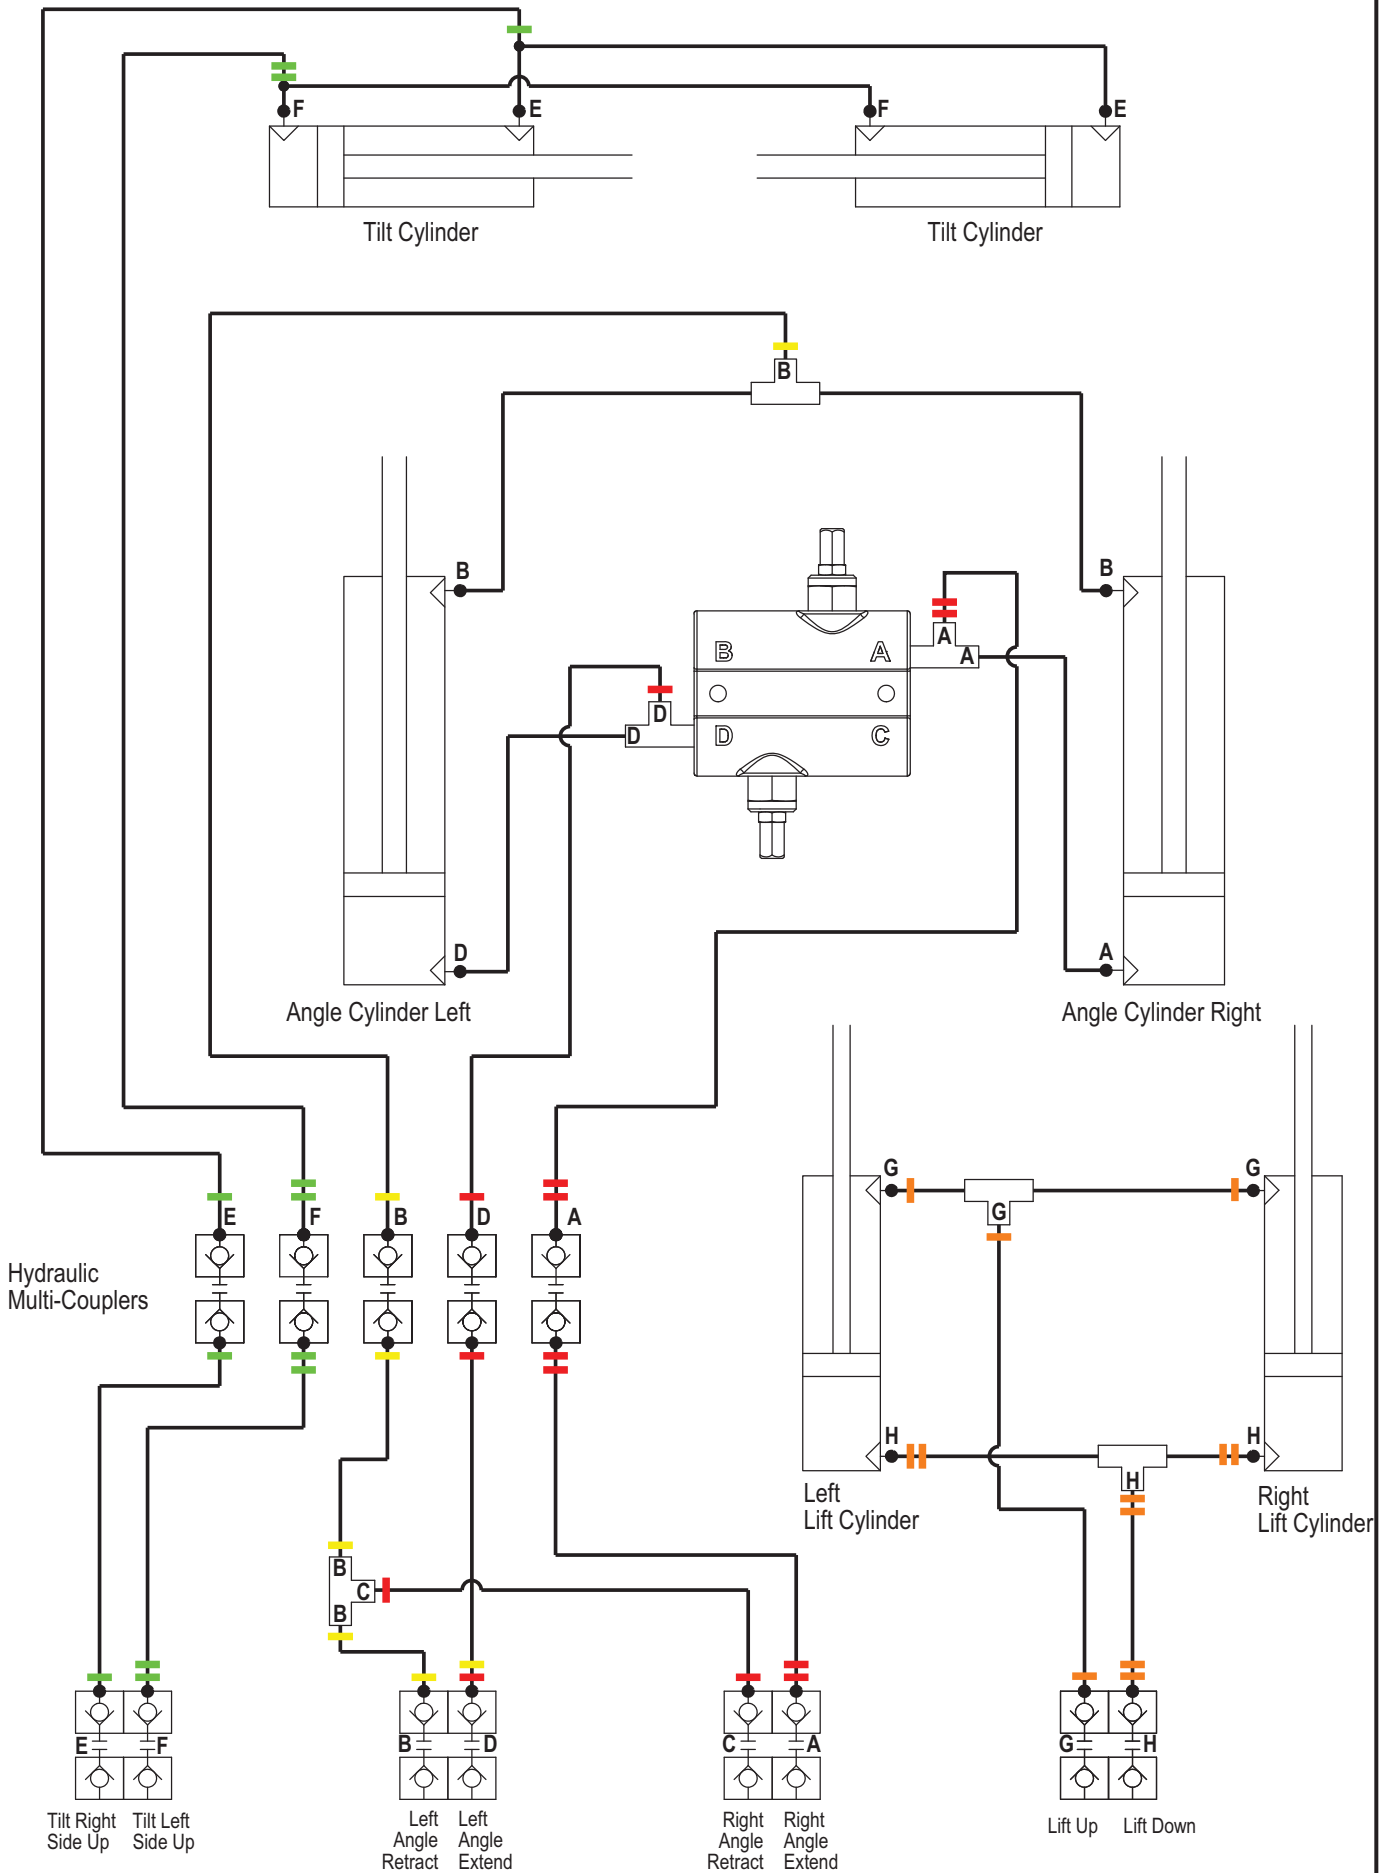 F
E
F
E
Tilt Cylinder
Tilt Cylinder
B
B
B
A
A
B
A
D
D
D
C
D
A
Angle Cylinder Left
Angle Cylinder Right
G
G
G
E
F
B
D
A
Hydraulic
Multi-Couplers
H
H
H
Left
Lift Cylinder
Right
Lift Cylinder
B
C
B
E
F
B
D
C
A
G
H
Tilt Right
Side Up
Tilt Left
Side Up
Left
Angle
Retract
Left
Angle
Extend
Right
Angle
Retract
Right
Angle
Extend
Lift Up
Lift Down